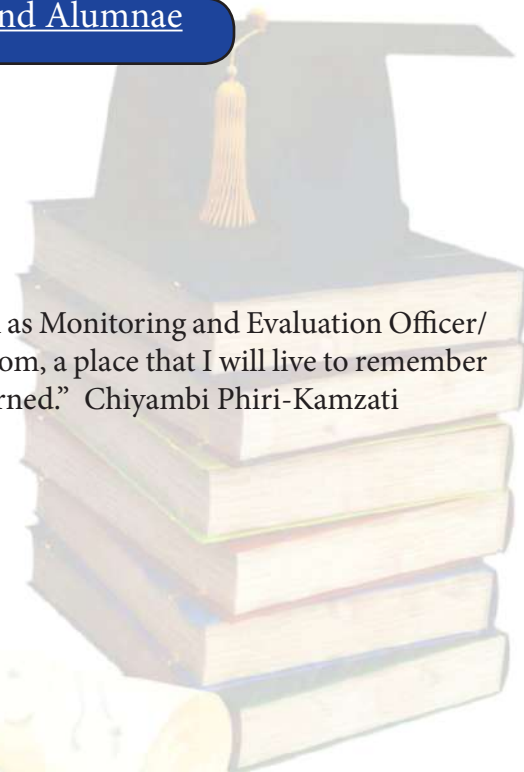 nd Alumnae
as Monitoring and Evaluation Officer/
om, a place that I will live to remember
rned.” Chiyambi Phiri-Kamzati